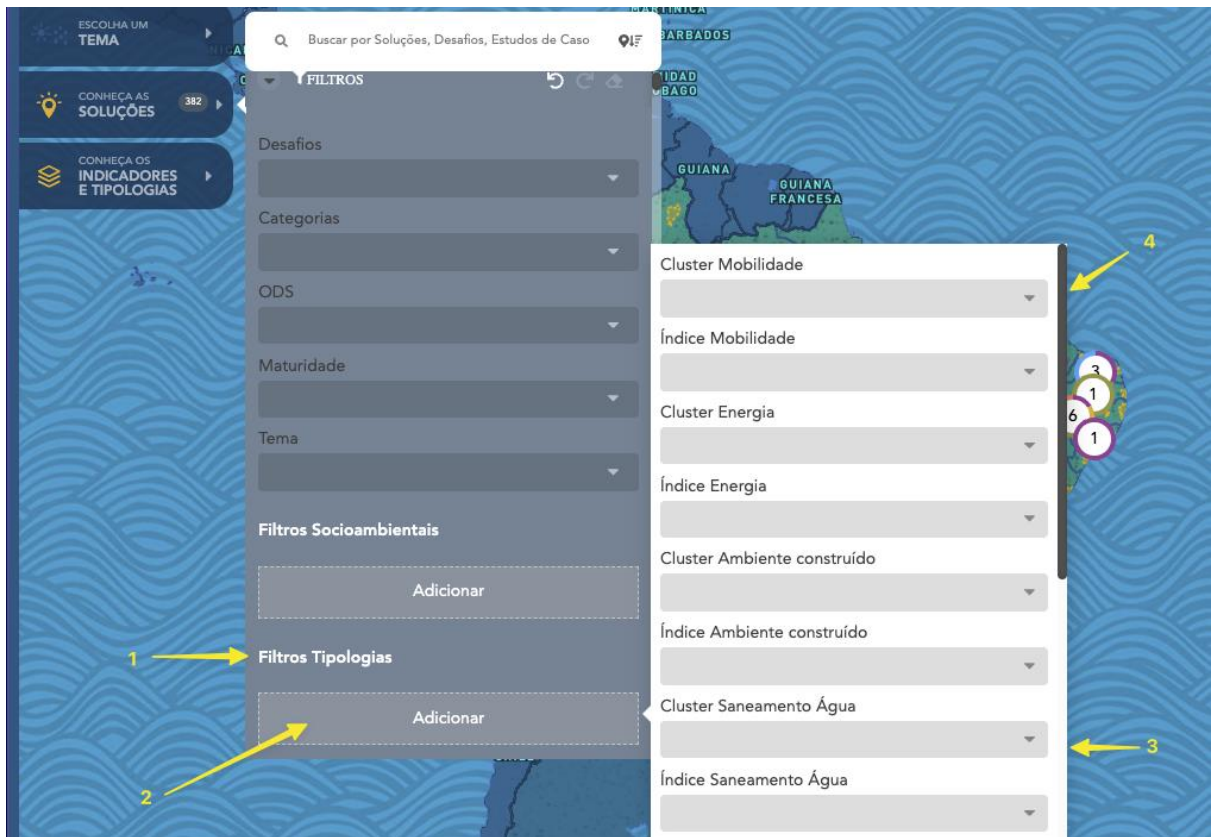 MARTINICA
BARBADOS
ESCOLHA UM
TEMA
Buscar por Soluções, Desafios, Estudos de Caso
FILTROS
CONHEÇA AS
SOLUÇÕES
382
CONHEÇA OS
INDICADORES
E TIPOLOGIAS
GUIANA
GUIANA
FRANCESA
Desafios
Categorias
ODS
Maturidade
Tema
Filtros Socioambientais
Adicionar
1
Filtros Tipologias
2
Adicionar
Cluster Mobilidade
4
Índice Mobilidade
3
1
6
1
Cluster Energia
Índice Energia
Cluster Ambiente construído
Índice Ambiente construído
Cluster Saneamento Água
3
Índice Saneamento Água